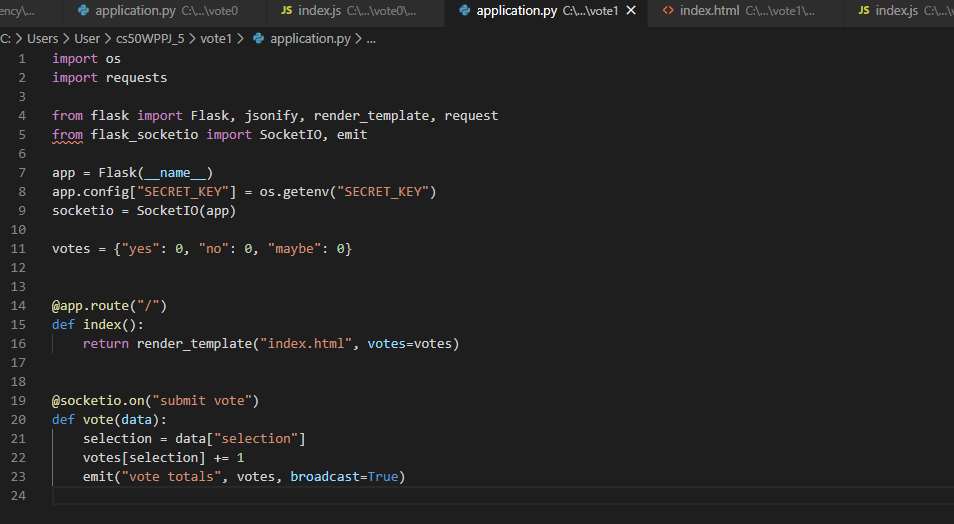 ency\... application.py C:\...\vote0 JS index.js C:\...\vote0\... application.py C:\...\vote1 index.html C:\...\vote1\... JS index.js C:\...\v
C: > Users > User > cs50WPPJ_5 > vote1 > application.py > ...
1 import os
2 import requests
3
4 from flask import Flask, jsonify, render_template, request
5 from flask_socketio import SocketIO, emit
6
7 app = Flask(__name__)
8 app.config["SECRET_KEY"] = os.getenv("SECRET_KEY")
9 socketio = SocketIO(app)
10
11 votes = {"yes": 0, "no": 0, "maybe": 0}
12
13
14 @app.route("/")
15 def index():
16     return render_template("index.html", votes=votes)
17
18
19 @socketio.on("submit vote")
20 def vote(data):
21     selection = data["selection"]
22     votes[selection] += 1
23     emit("vote totals", votes, broadcast=True)
24